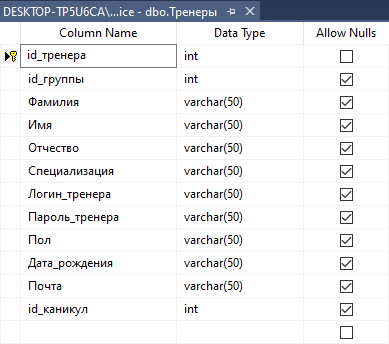 DESKTOP-TP5U6CA\...ice - dbo.Тренеры
Column Name Data Type Allow Nulls
id_тренера int
id_группы int
Фамилия varchar(50)
Имя varchar(50)
Отчество varchar(50)
Специализация varchar(50)
Логин_тренера varchar(50)
Пароль_тренера varchar(50)
Пол varchar(50)
Дата_рождения varchar(50)
Почта varchar(50)
id_каникул int